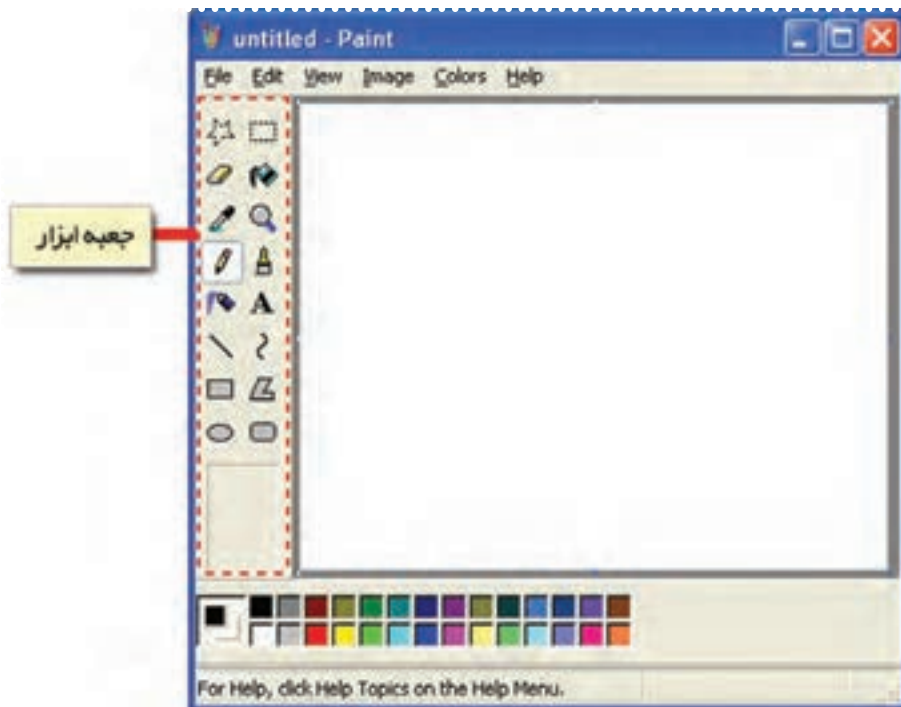 untitled - Paint
File Edit View Image Colors Help
جعبه ابزار
A
For Help, click Help Topics on the Help Menu.